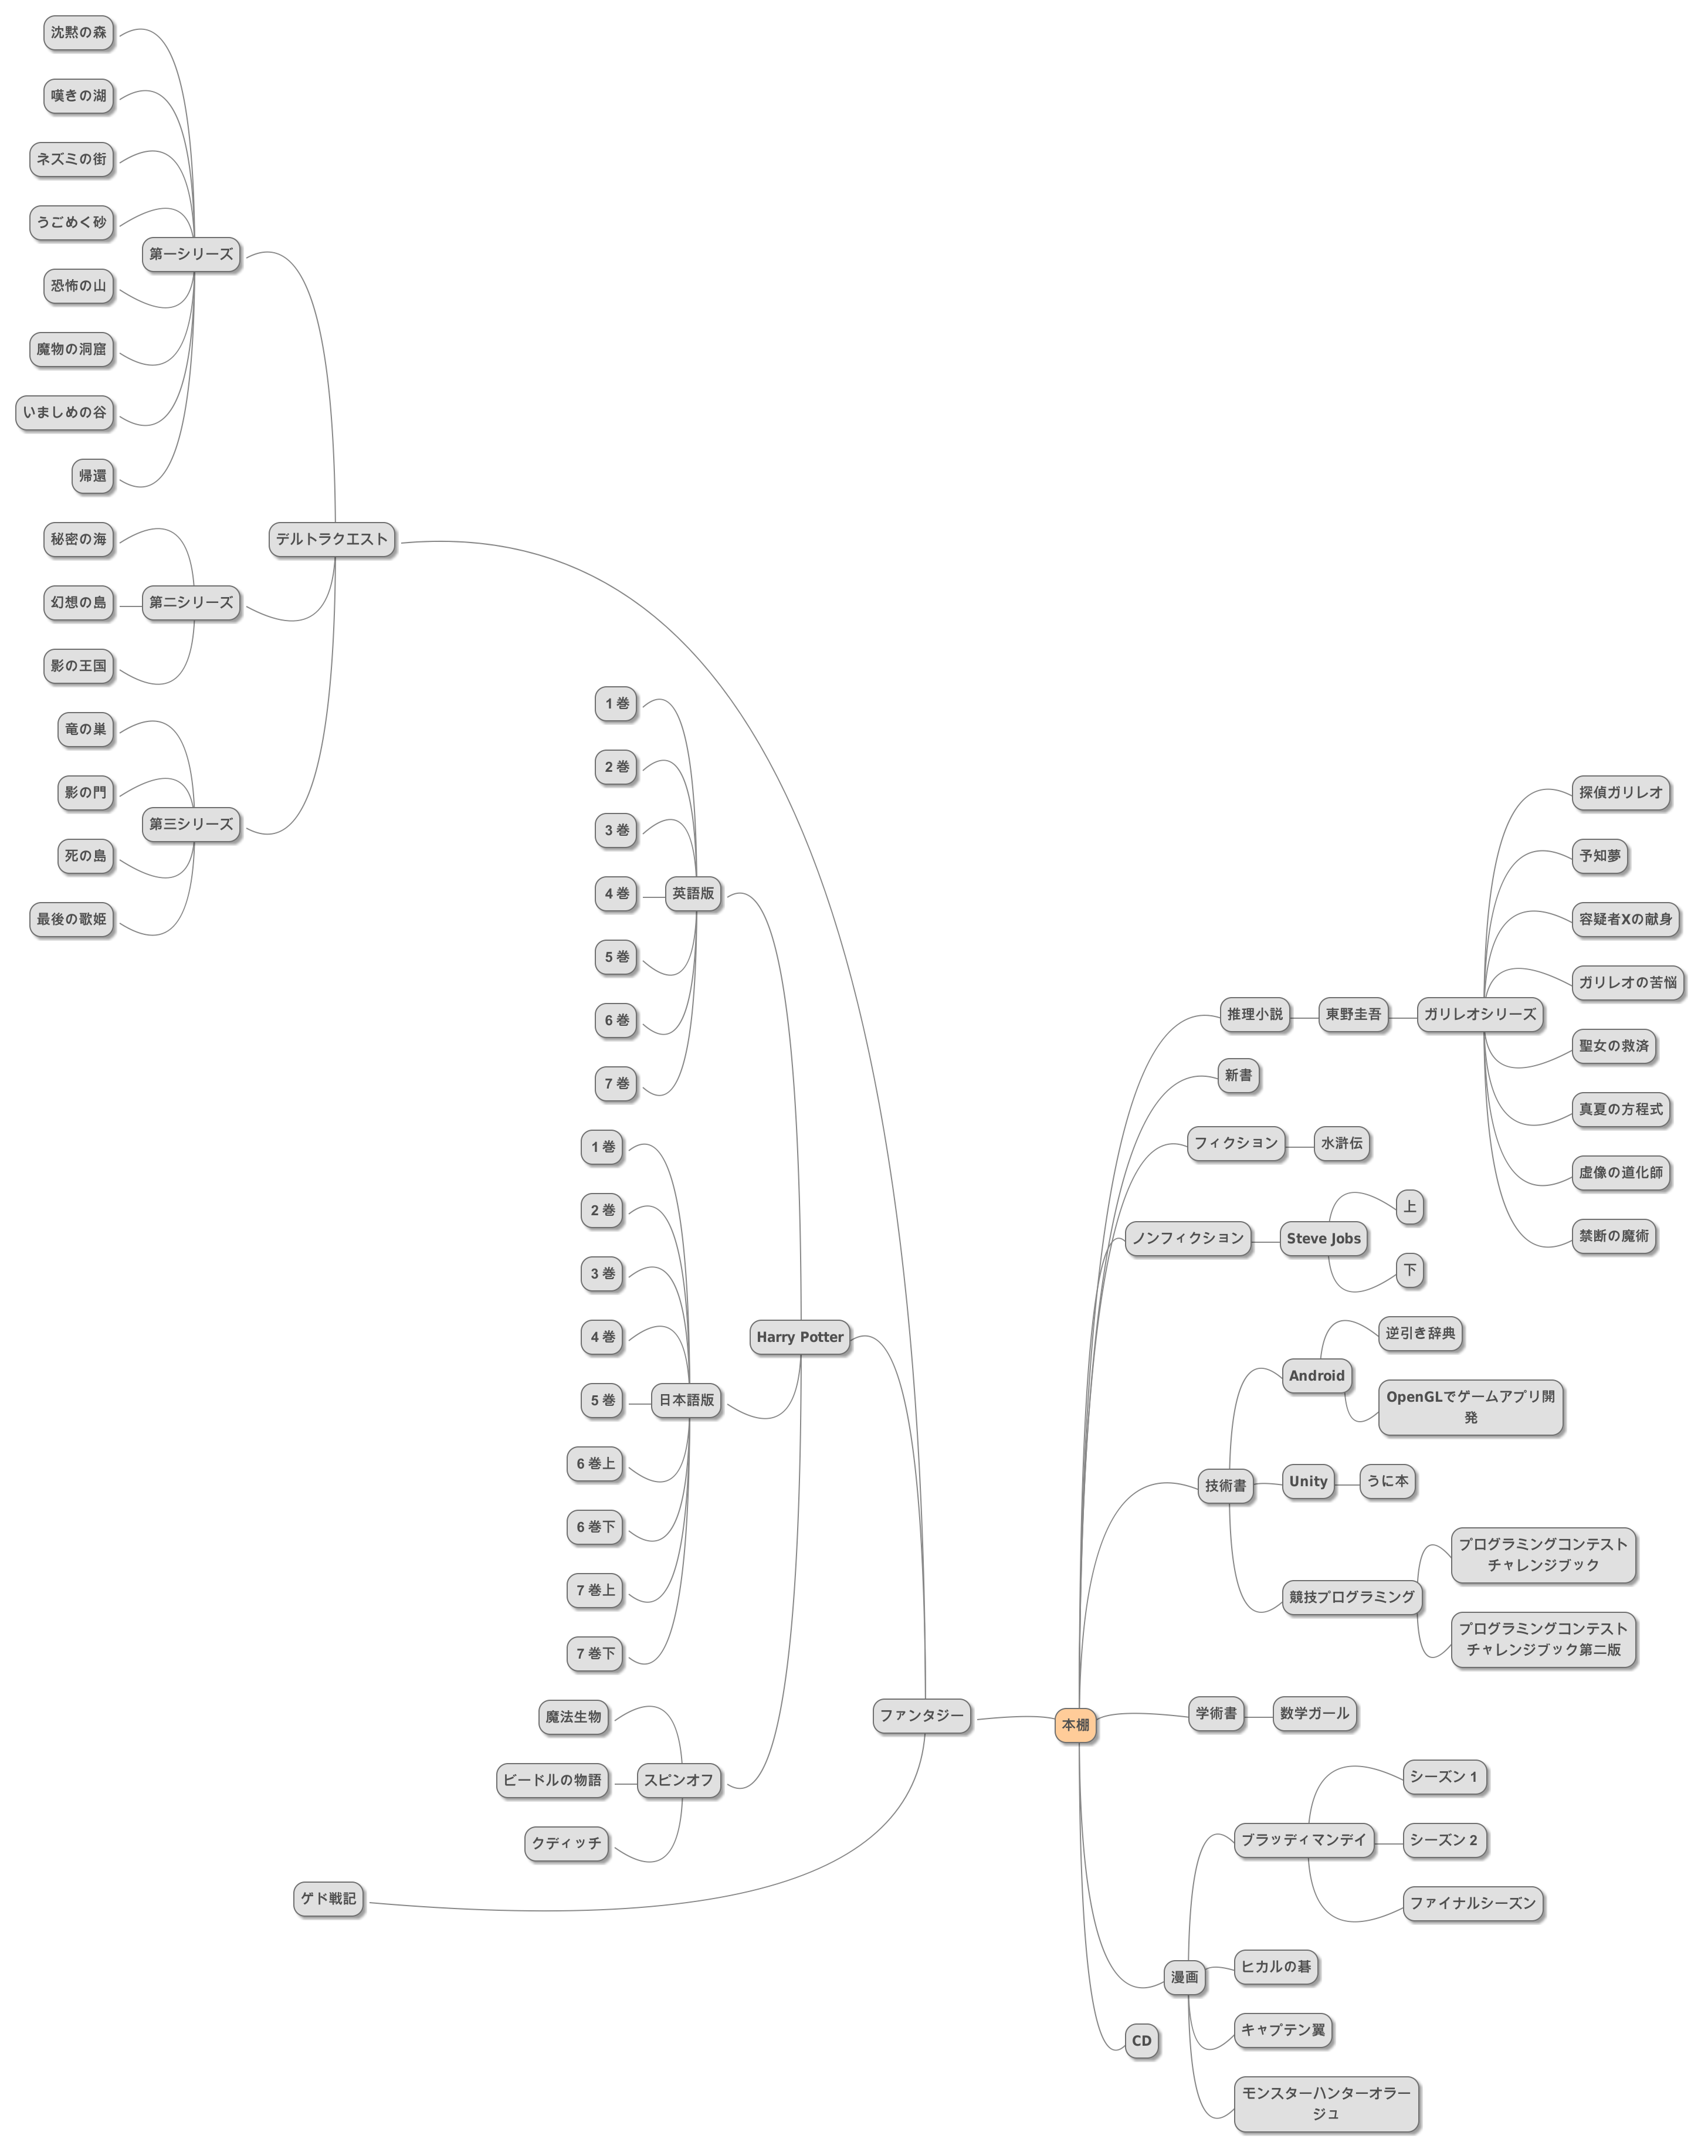 沈黙の森
嘆きの湖
ネズミの街
うごめく砂
第一シリーズ
恐怖の山
魔物の洞窟
いましめの谷
帰還
秘密の海
デルトラクエスト
幻想の島
第二シリーズ
影の王国
竜の巣
影の門
第三シリーズ
死の島
最後の歌姫
1 巻
2 巻
3 巻
4 巻
英語版
5 巻
6 巻
7 巻
1 巻
2 巻
3 巻
4 巻
Harry Potter
5 巻
日本語版
6 巻上
6 巻下
7 巻上
7 巻下
魔法生物
ファンタジー
ビードルの物語
スピンオフ
クディッチ
ゲド戦記
本棚
探偵ガリレオ
予知夢
容疑者Xの献身
ガリレオの苦悩
推理小説
東野圭吾
ガリレオシリーズ
聖女の救済
新書
真夏の方程式
フィクション
水滸伝
虚像の道化師
上
ノンフィクション
Steve Jobs
禁断の魔術
下
逆引き辞典
Android
OpenGLでゲームアプリ開
発
技術書
Unity
うに本
プログラミングコンテスト
チャレンジブック
競技プログラミング
プログラミングコンテスト
チャレンジブック第二版
学術書
数学ガール
シーズン 1
ブラッディマンデイ
シーズン 2
ファイナルシーズン
漫画
ヒカルの碁
キャプテン翼
CD
モンスターハンターオラー
ジュ